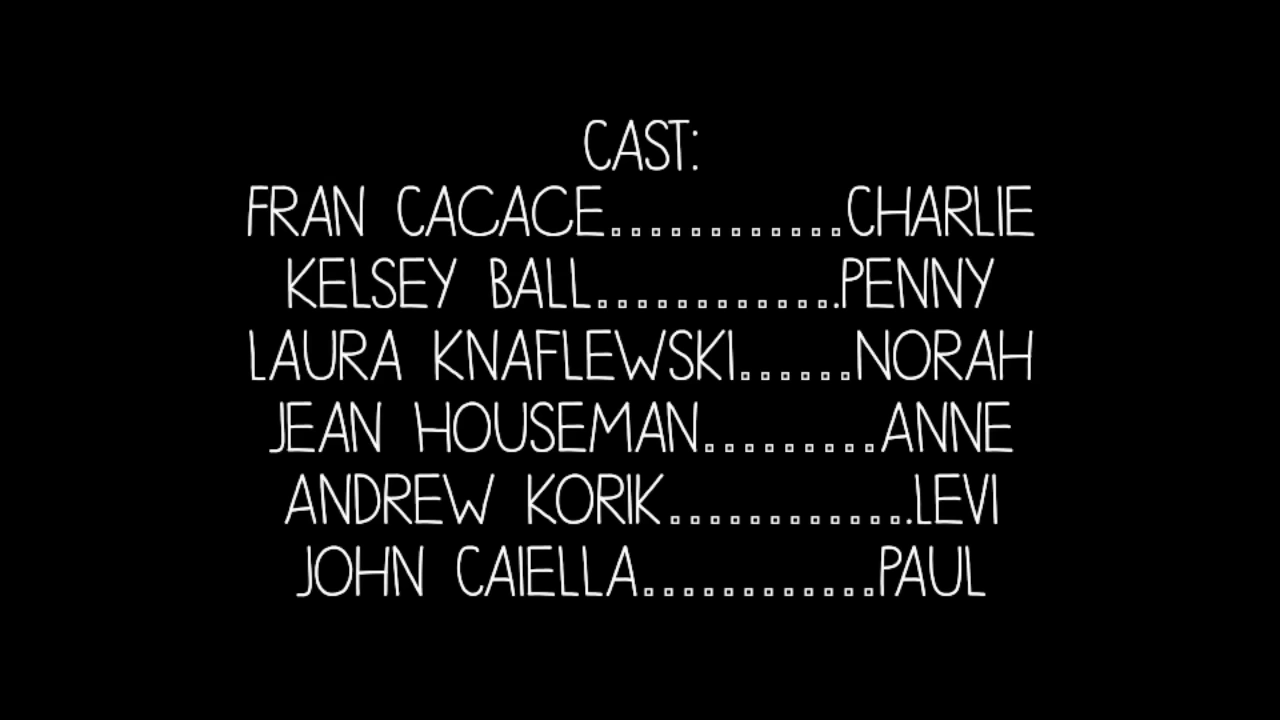 CAST:
FRAN CACACE............CHARLIE
KELSEY BALL.............PENNY
LAURA KNAFLEWSKI......NORAH
JEAN HOUSEMAN.........ANNE
ANDREW KORIK.............LEVI
JOHN CAIELLA............PAUL